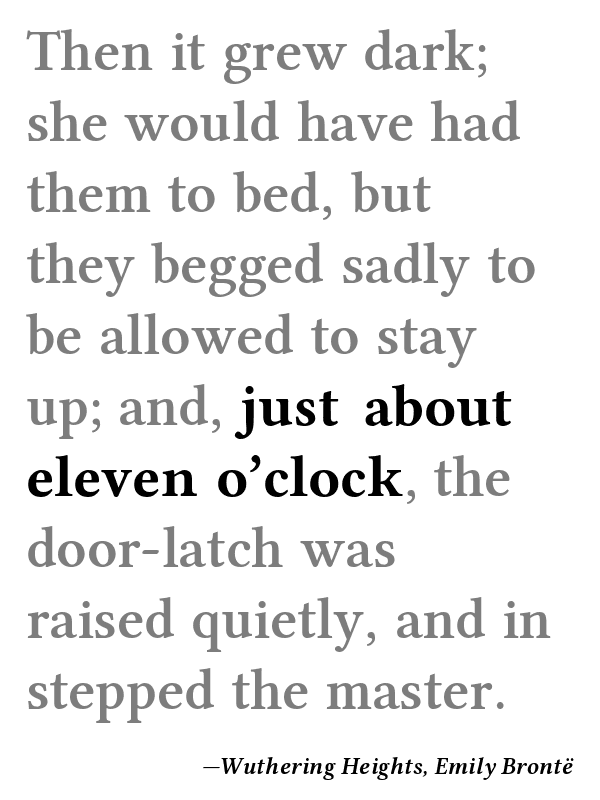 Then it grew dark;
she would have had
them to bed, but
they begged sadly to
be allowed to stay
up; and, just about
eleven o’clock, the
door-latch was
raised quietly, and in
stepped the master.
—Wuthering Heights, Emily Brontë